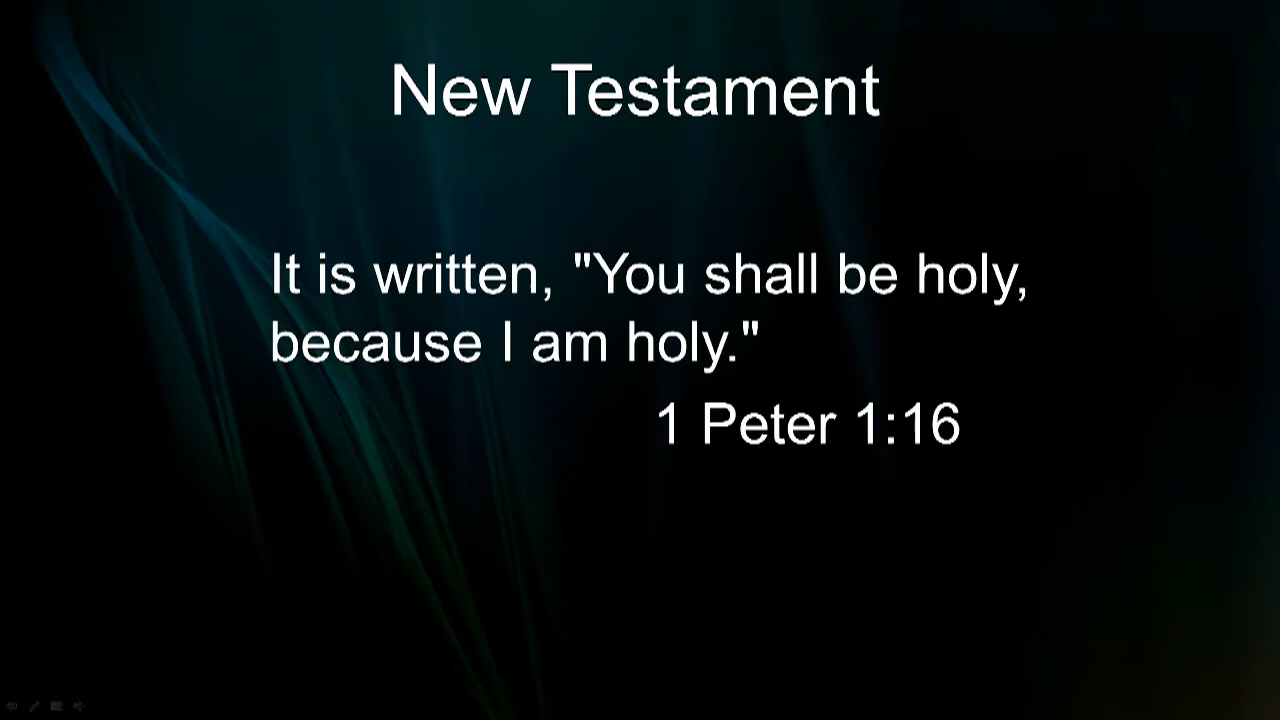 New Testament
It is written, "You shall be holy,
because I am holy."
1 Peter 1:16